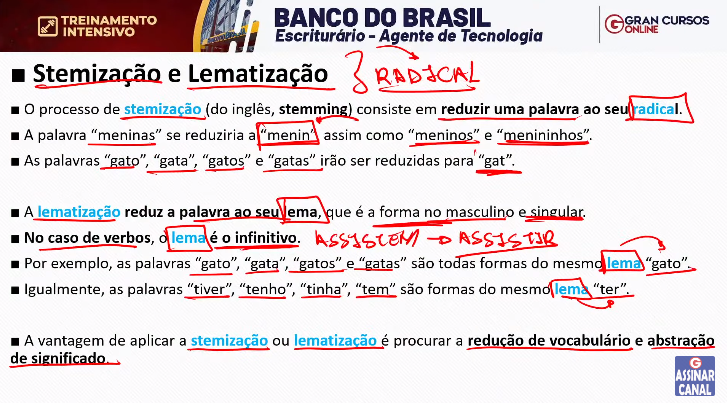 TREINAMENTO
INTENSIVO
BANCO DO BRASIL
Escriturário - Agente de Tecnologia
GRAN CURSOS
ONLINE
■ Stemização e Lematização } RADICAL
■ O processo de stemização (do inglês, stemming) consiste em reduzir uma palavra ao seu radical.
■ A palavra “meninas” se reduziria a “menin”, assim como “meninos” e “menininhos”.
■ As palavras “gato”, “gata”, “gatos” e “gatas” irão ser reduzidas para “gat”.
■ A lematização reduz a palavra ao seu lema, que é a forma no masculino e singular.
■ No caso de verbos, o lema é o infinitivo. ASSISTEM → ASSISTIR
■ Por exemplo, as palavras “gato”, “gata”, “gatos” e “gatas” são todas formas do mesmo lema “gato”.
■ Igualmente, as palavras “tiver”, “tenho”, “tinha”, “tem” são formas do mesmo lema “ter”.
■ A vantagem de aplicar a stemização ou lematização é procurar a redução de vocabulário e abstração
de significado.
G
ASSINAR
CANAL